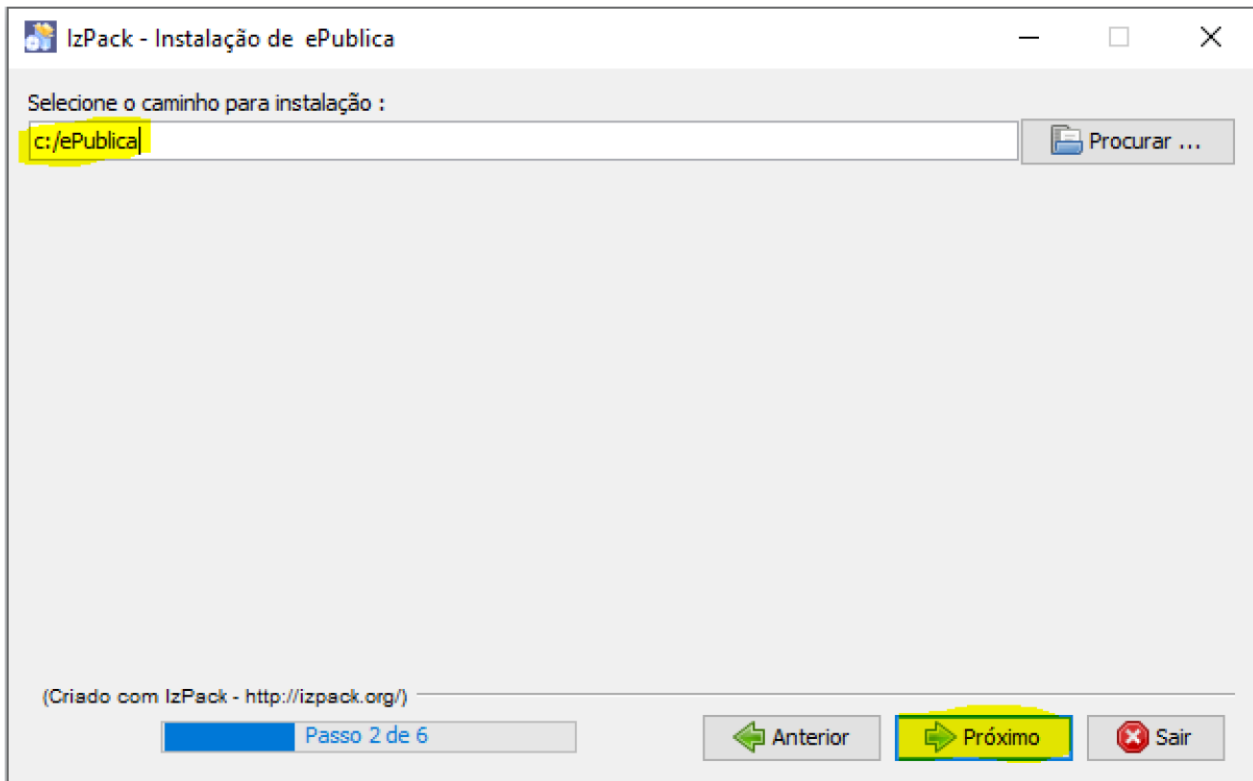 IzPack - Instalação de ePublica
Selecione o caminho para instalação :
c:/ePublica
Procurar ...
(Criado com IzPack - http://izpack.org/)
Passo 2 de 6
Anterior
Próximo
Sair